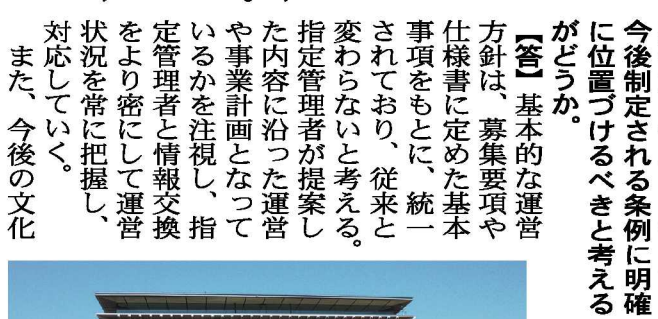 今後制定される条例に明確
に位置づけるべきと考える
がどうか。
【答】 基本的な運営
方針は、募集要項や
仕様書に定めた基本
事項をもとに、統一
されており、従来と
変わらないと考える。
指定管理者が提案し
た内容に沿った運営
や事業計画となって
いるかを注視し、指
定管理者と情報交換
をより密にして運営
状況を常に把握し、
対応していく。
また、今後の文化